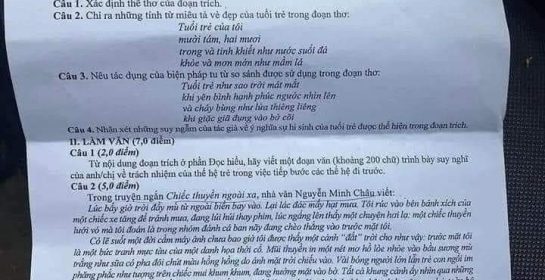 Câu 1. Xác định thể thơ của đoạn trích.
Câu 2. Chỉ ra những tính từ miêu tả vẻ đẹp của tuổi trẻ trong đoạn thơ:
Tuổi trẻ của tôi
mười tám, hai mươi
trong và tinh khiết như nước suối đá
khỏe và mơn mởn như mầm lá
Câu 3. Nêu tác dụng của biện pháp tu từ so sánh được sử dụng trong đoạn thơ:
Tuổi trẻ như sao trời mát mắt
khi yên bình hạnh phúc ngước nhìn lên
và cháy bùng như lửa thiêng liêng
khi giặc giã đụng vào bờ cõi
Câu 4. Nhận xét những suy ngẫm của tác giả về ý nghĩa sự hi sinh của tuổi trẻ được thể hiện trong đoạn trích.
II. LÀM VĂN (7,0 điểm)
Câu 1 (2,0 điểm)
Từ nội dung đoạn trích ở phần Đọc hiểu, hãy viết một đoạn văn (khoảng 200 chữ) trình bày suy nghĩ
của anh/chị về trách nhiệm của thế hệ trẻ trong việc tiếp bước các thế hệ đi trước.
Câu 2 (5,0 điểm)
Trong truyện ngắn Chiếc thuyền ngoài xa, nhà văn Nguyễn Minh Châu viết:
Lúc bấy giờ trời đầy mù từ ngoài biển bay vào. Lại lác đác mấy hạt mưa. Tôi rúc vào bên bánh xích của
một chiếc xe tăng để tránh mưa, đang lúi húi thay phim, lúc ngẩng lên thấy một chuyện hơi lạ: một chiếc thuyền
lưới vó mà tôi đoán là trong nhóm đánh cá ban nãy đang chèo thẳng vào trước mặt tôi.
Có lẽ suốt một đời cầm máy ảnh chưa bao giờ tôi được thấy một cảnh "đắt" trời cho như vậy: trước mặt tôi
là một bức tranh mực tàu của một danh họa thời cổ. Mũi thuyền in một nét mơ hồ lòe nhòe vào bầu sương mù
trắng như sữa có pha đôi chút màu hồng hồng do ánh mặt trời chiếu vào. Vài bóng người lớn lẫn trẻ con ngồi im
phăng phắc như tượng trên chiếc mui khum khum, đang hướng mặt vào bờ. Tất cả khung cảnh ấy nhìn qua những